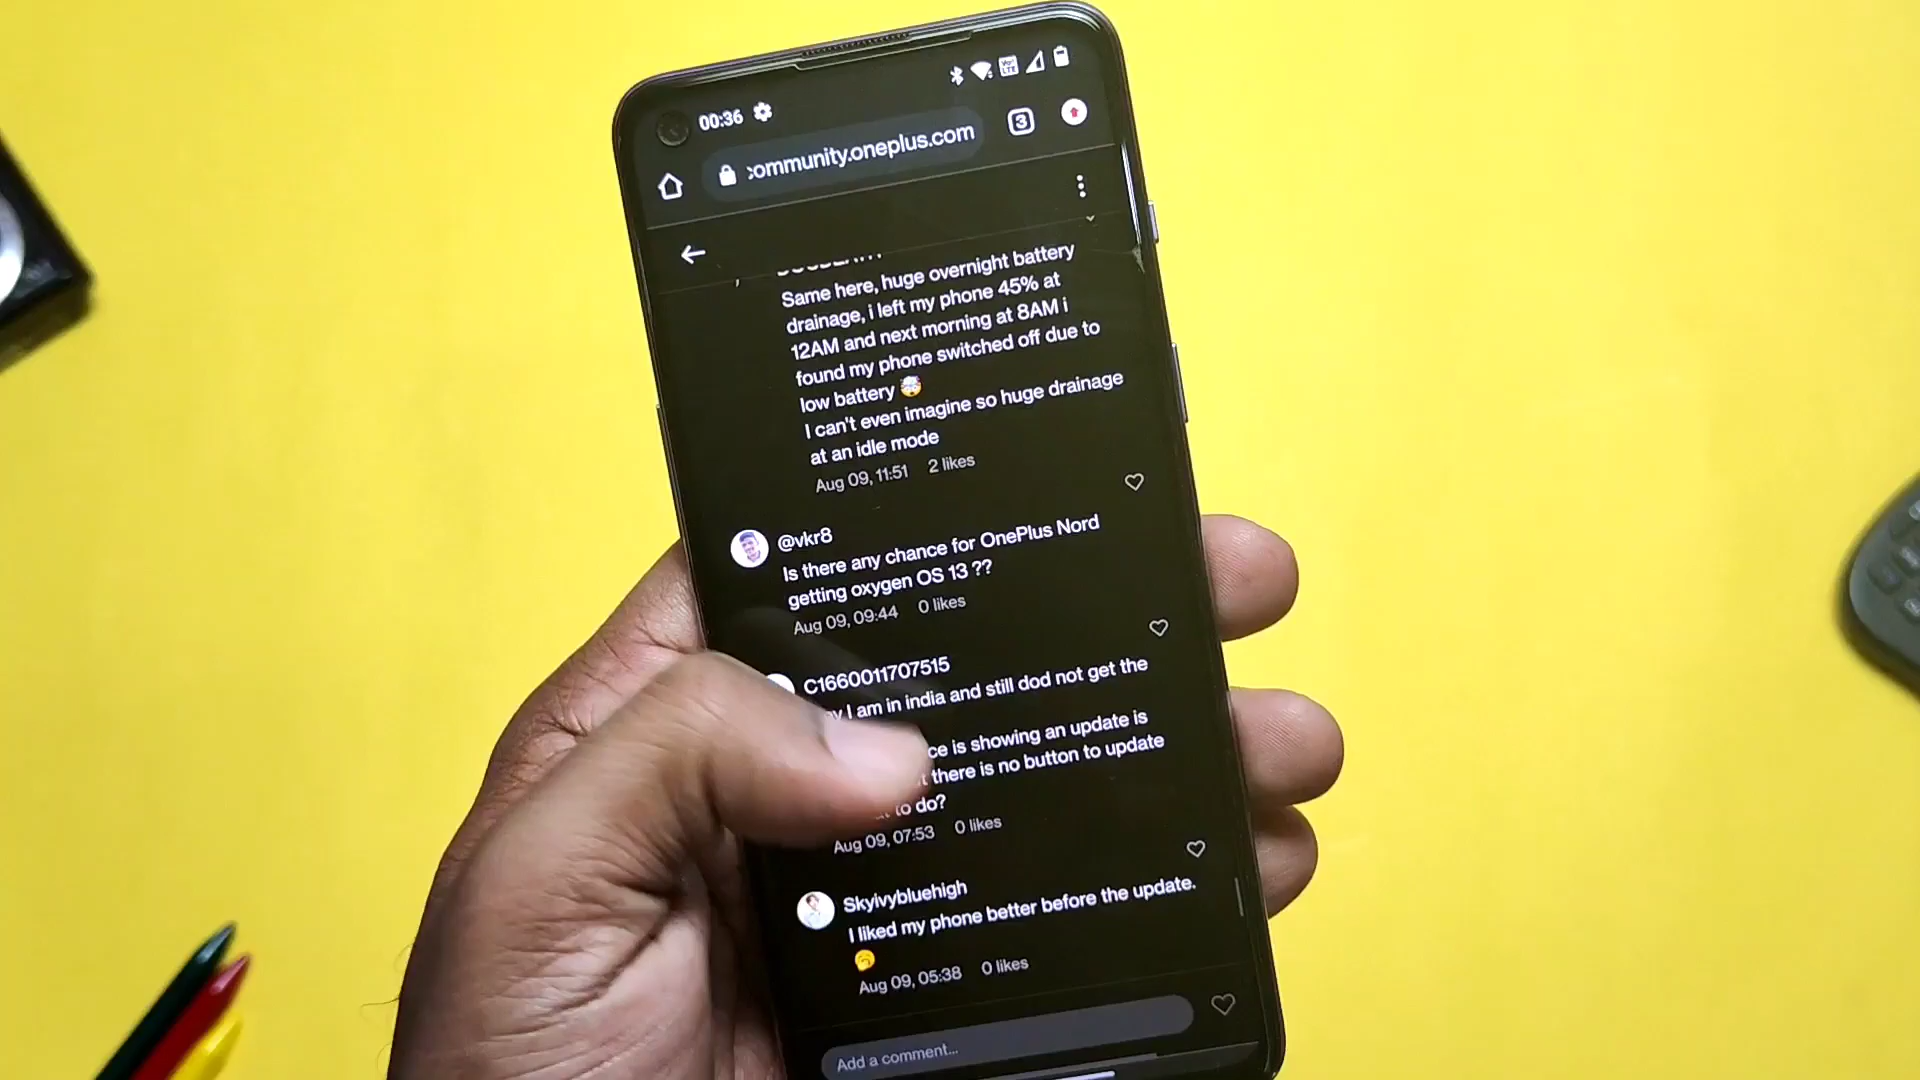 00:36
VoLTE
ommunity.oneplus.com
3
Same here, huge overnight battery
drainage, i left my phone 45% at
12AM and next morning at 8AM i
found my phone switched off due to
low battery 🤯
I can't even imagine so huge drainage
at an idle mode
Aug 09, 11:51 2 likes
@vkr8
Is there any chance for OnePlus Nord
getting oxygen OS 13 ??
Aug 09, 09:44 0 likes
C1660011707515
I am in india and still dod not get the
is showing an update is
there is no button to update
to do?
Aug 09, 07:53 0 likes
Skyivybluehigh
I liked my phone better before the update.
Aug 09, 05:38 0 likes
Add a comment...